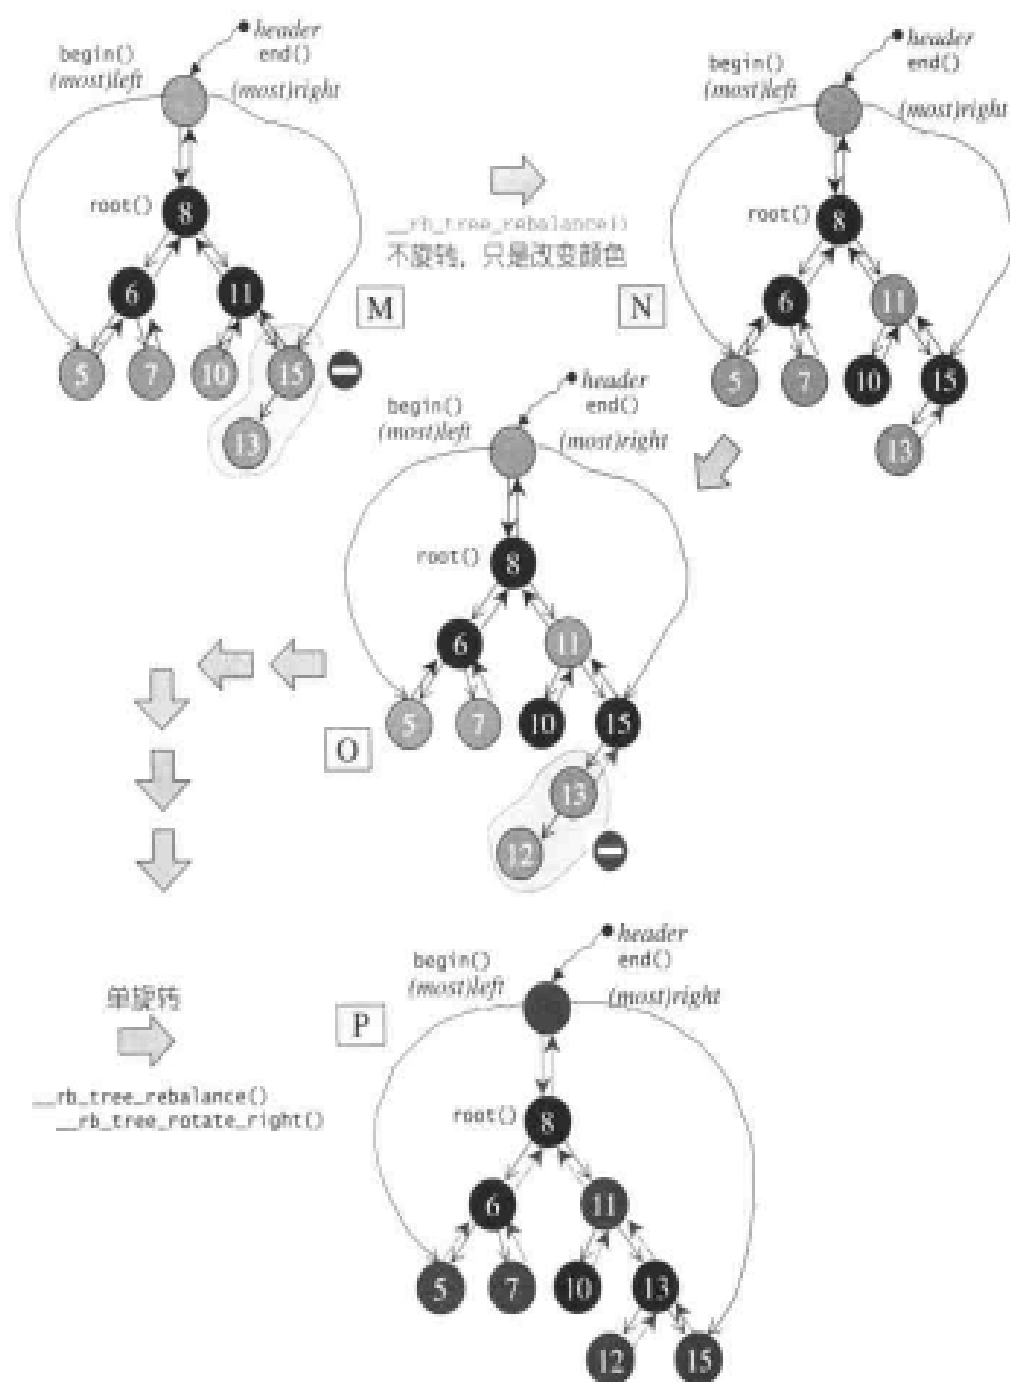 header
begin()
end()
(most)left
(most)right
root()
8
6
11
5
7
10
15
13
M
__rb_tree_rebalance()
不旋转，只是改变颜色
header
begin()
end()
(most)left
(most)right
root()
8
6
11
5
7
10
15
13
N
header
begin()
end()
(most)left
(most)right
root()
8
6
11
5
7
10
15
13
12
O
单旋转
__rb_tree_rebalance()
__rb_tree_rotate_right()
header
begin()
end()
(most)left
(most)right
P
root()
8
6
11
5
7
10
13
12
15